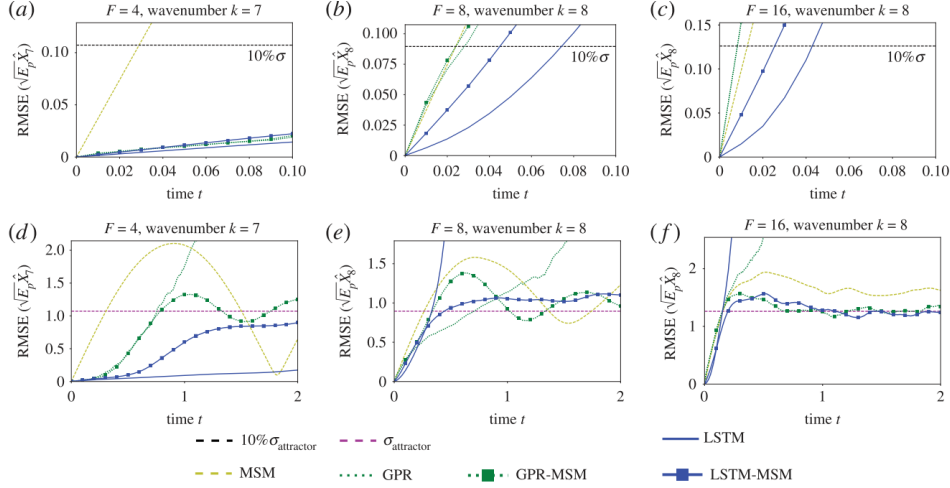 (a) F = 4, wavenumber k = 7
(b) F = 8, wavenumber k = 8
(c) F = 16, wavenumber k = 8
RMSE (√E_p X̂_7)
0.10
0.05
0
10%σ
0 0.02 0.04 0.06 0.08 0.10
time t
RMSE (√E_p X̂_8)
0.100
0.075
0.050
0.025
0
10%σ
0 0.02 0.04 0.06 0.08 0.10
time t
RMSE (√E_p X̂_8)
0.15
0.10
0.05
0
10%σ
0 0.02 0.04 0.06 0.08 0.10
time t
(d) F = 4, wavenumber k = 7
(e) F = 8, wavenumber k = 8
(f) F = 16, wavenumber k = 8
RMSE (√E_p X̂_7)
2.0
1.5
1.0
0.5
0
0 1 2
time t
RMSE (√E_p X̂_8)
1.5
1.0
0.5
0
0 1 2
time t
RMSE (√E_p X̂_8)
2
1
0
0 1 2
time t
10%σ_attractor σ_attractor LSTM
MSM GPR GPR-MSM LSTM-MSM